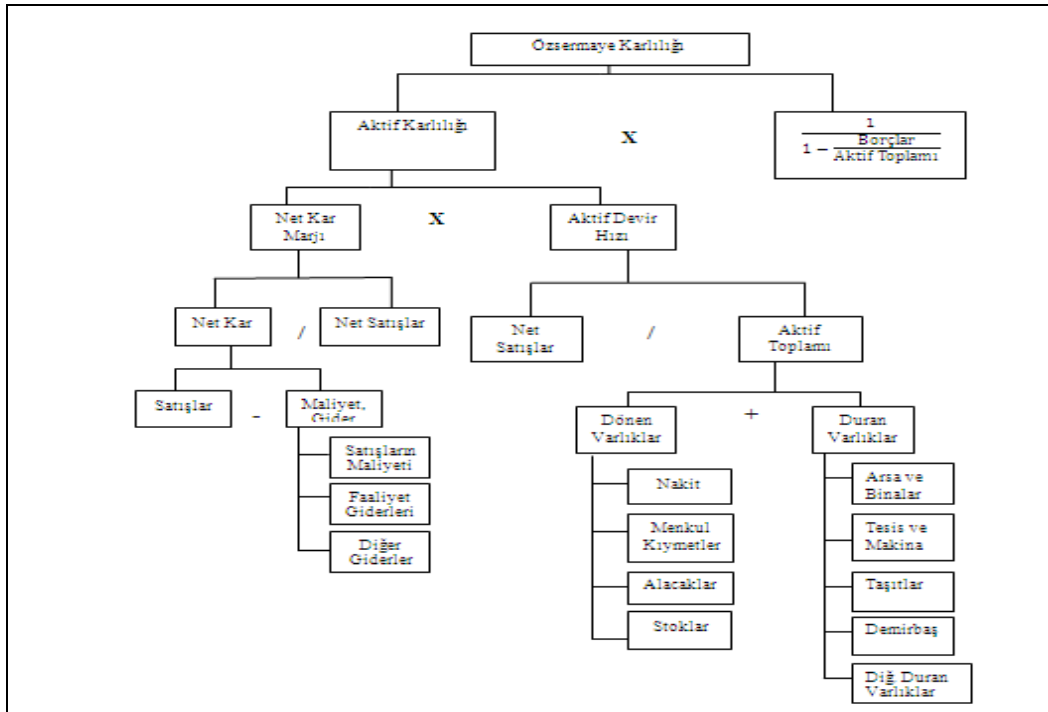 Özsermaye Karlılığı
Aktif Karlılığı
X
1
1 − Borçlar
Aktif Toplamı
Net Kar
Marjı
X
Aktif Devir
Hızı
Net Kar
/
Net Satışlar
Net
Satışlar
/
Aktif
Toplamı
Satışlar
-
Maliyet,
Gider
Dönen
Varlıklar
+
Duran
Varlıklar
Satışların
Maliyeti
Faaliyet
Giderleri
Diğer
Giderler
Nakit
Menkul
Kıymetler
Alacaklar
Stoklar
Arsa ve
Binalar
Tesis ve
Makina
Taşıtlar
Demirbaş
Diğ. Duran
Varlıklar